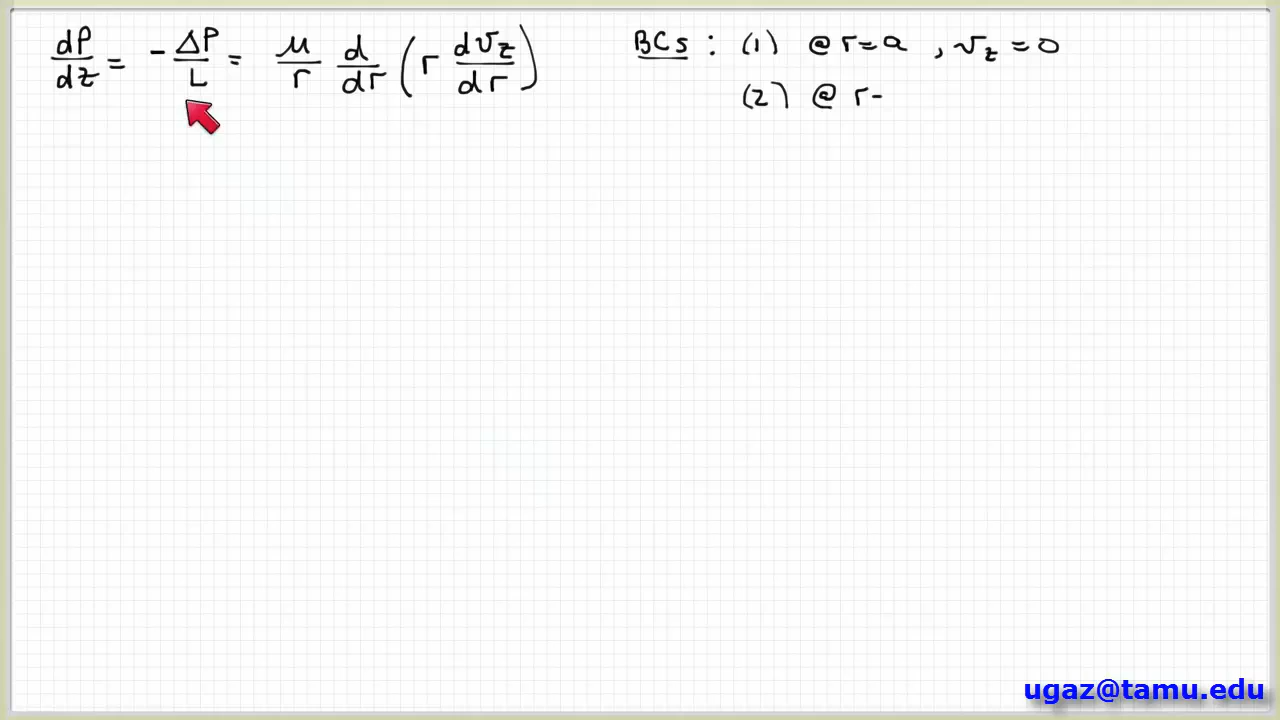 dP/dz = - ΔP/L = μ/r d/dr (r dv_z/dr)
BCs : (1) @ r=a , v_z = 0
(2) @ r-
ugaz@tamu.edu